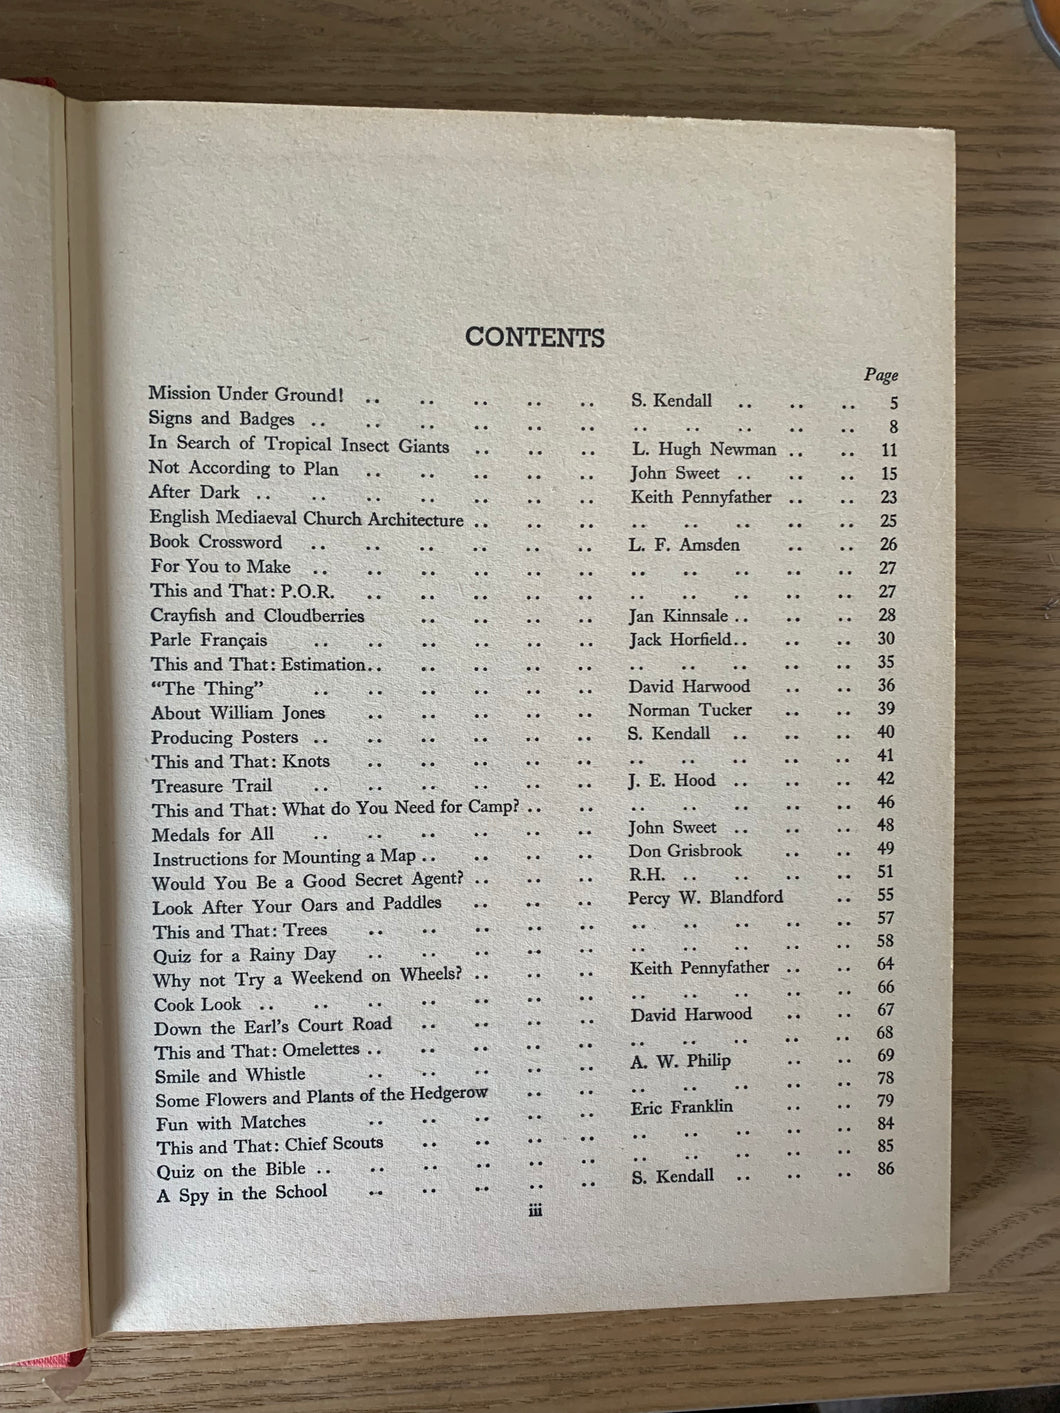 CONTENTS
Page
Mission Under Ground! .. .. .. .. .. S. Kendall .. .. .. 5
Signs and Badges .. .. .. .. .. .. .. .. .. .. .. 8
In Search of Tropical Insect Giants .. .. .. L. Hugh Newman .. .. 11
Not According to Plan .. .. .. .. .. John Sweet .. .. .. 15
After Dark .. .. .. .. .. .. .. Keith Pennyfather .. .. 23
English Mediaeval Church Architecture .. .. .. .. .. .. .. .. 25
Book Crossword .. .. .. .. .. .. L. F. Amsden .. .. 26
For You to Make .. .. .. .. .. .. .. .. .. .. .. 27
This and That: P.O.R. .. .. .. .. .. .. .. .. .. .. 27
Crayfish and Cloudberries .. .. .. .. Jan Kinnsale .. .. .. 28
Parle Français .. .. .. .. .. .. Jack Horfield .. .. .. 30
This and That: Estimation .. .. .. .. .. .. .. .. .. .. 35
“The Thing” .. .. .. .. .. .. David Harwood .. .. 36
About William Jones .. .. .. .. .. Norman Tucker .. .. 39
Producing Posters .. .. .. .. .. .. S. Kendall .. .. .. 40
This and That: Knots .. .. .. .. .. .. .. .. .. .. 41
Treasure Trail .. .. .. .. .. .. J. E. Hood .. .. .. 42
This and That: What do You Need for Camp? .. .. .. .. .. .. .. 46
Medals for All .. .. .. .. .. .. John Sweet .. .. .. 48
Instructions for Mounting a Map .. .. .. .. Don Grisbrook .. .. 49
Would You Be a Good Secret Agent? .. .. .. R.H. .. .. .. .. 51
Look After Your Oars and Paddles .. .. .. Percy W. Blandford .. 55
This and That: Trees .. .. .. .. .. .. .. .. .. .. 57
Quiz for a Rainy Day .. .. .. .. .. .. .. .. .. .. 58
Why not Try a Weekend on Wheels? .. .. .. Keith Pennyfather .. .. 64
Cook Look .. .. .. .. .. .. .. .. .. .. .. .. 66
Down the Earl's Court Road .. .. .. .. David Harwood .. .. 67
This and That: Omelettes .. .. .. .. .. .. .. .. .. .. 68
Smile and Whistle .. .. .. .. .. A. W. Philip .. .. 69
Some Flowers and Plants of the Hedgerow .. .. .. .. .. .. .. 78
Fun with Matches .. .. .. .. .. Eric Franklin .. .. 79
This and That: Chief Scouts .. .. .. .. .. .. .. .. .. 84
Quiz on the Bible .. .. .. .. .. .. .. .. .. .. .. 85
A Spy in the School .. .. .. .. .. S. Kendall .. .. .. 86
iii